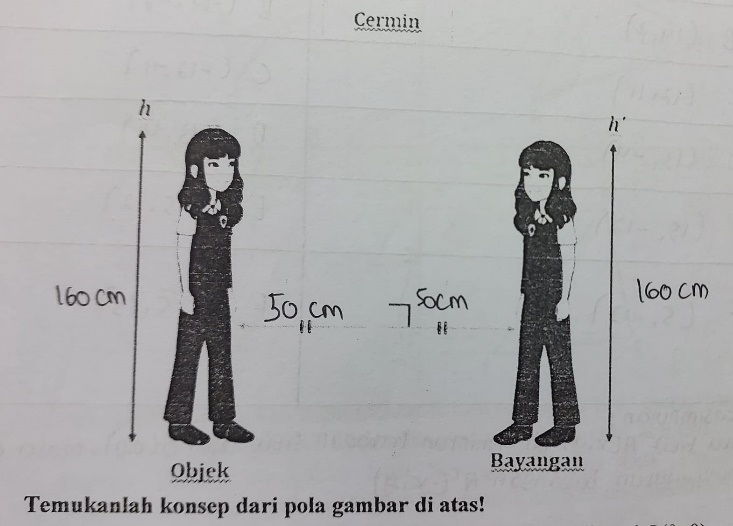 Cermin
h
h'
160 cm
50 cm
50cm
160 cm
Objek
Bayangan
Temukanlah konsep dari pola gambar di atas!